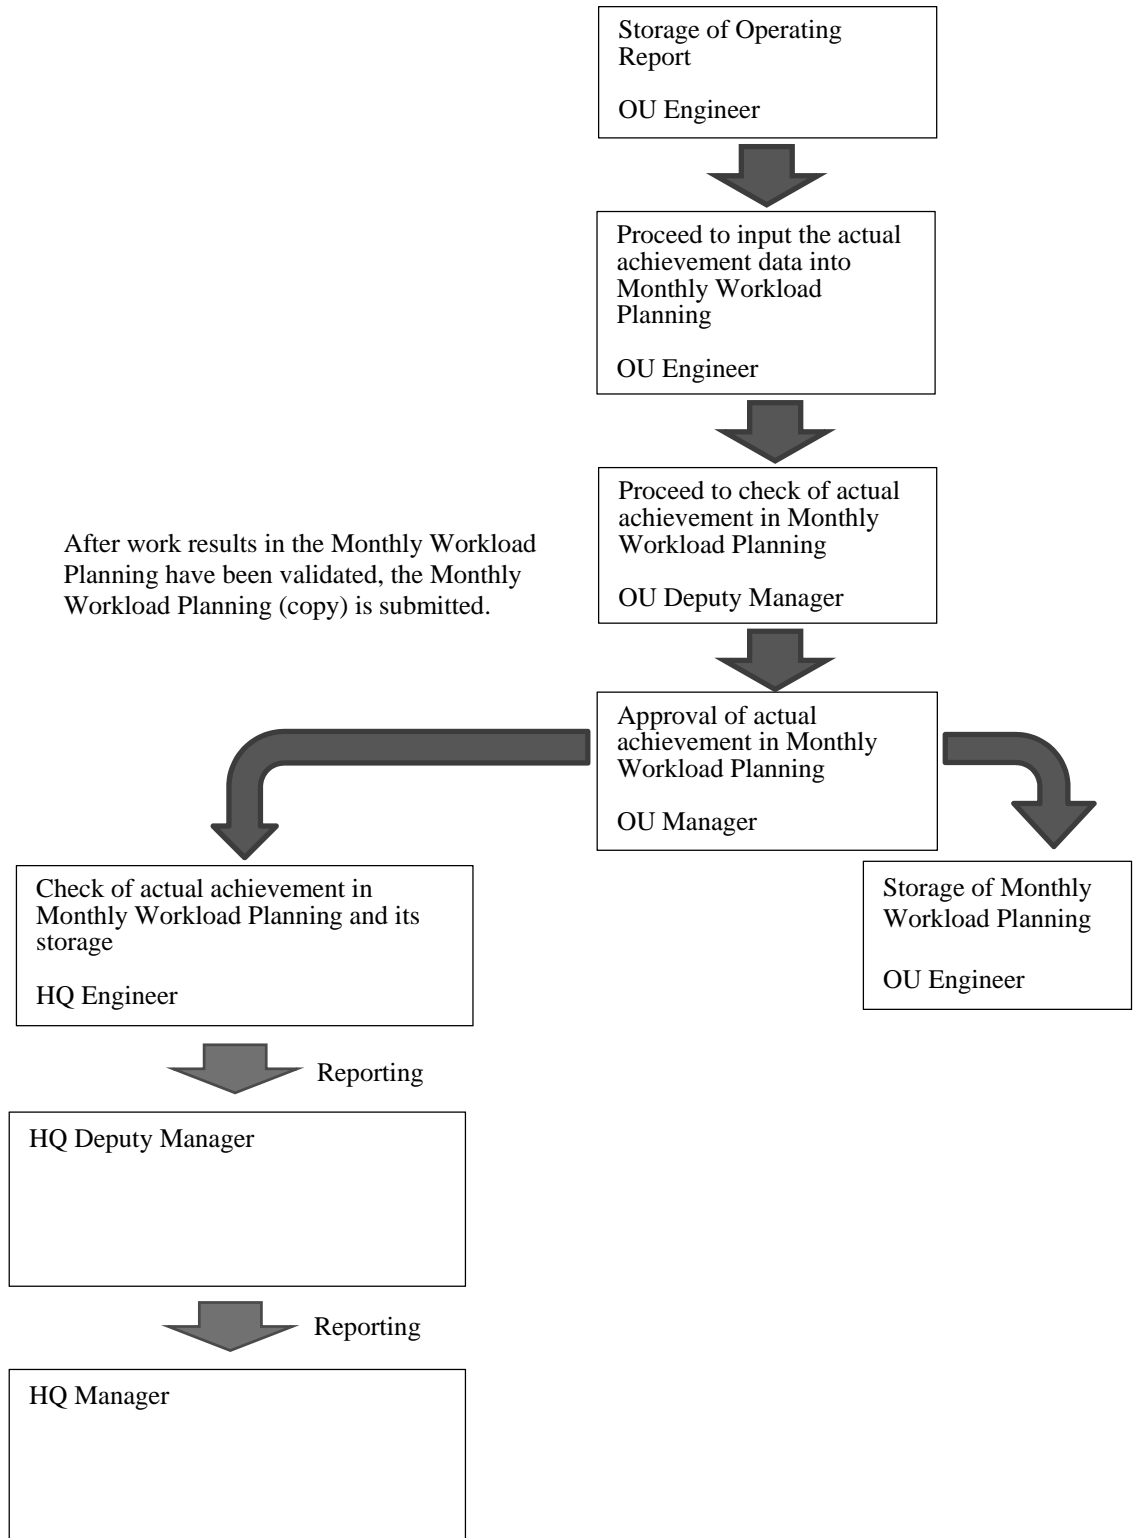 Storage of Operating
Report
OU Engineer
Proceed to input the actual
achievement data into
Monthly Workload
Planning
OU Engineer
Proceed to check of actual
achievement in Monthly
Workload Planning
OU Deputy Manager
After work results in the Monthly Workload
Planning have been validated, the Monthly
Workload Planning (copy) is submitted.
Approval of actual
achievement in Monthly
Workload Planning
OU Manager
Check of actual achievement in
Monthly Workload Planning and its
storage
HQ Engineer
Storage of Monthly
Workload Planning
OU Engineer
Reporting
HQ Deputy Manager
Reporting
HQ Manager